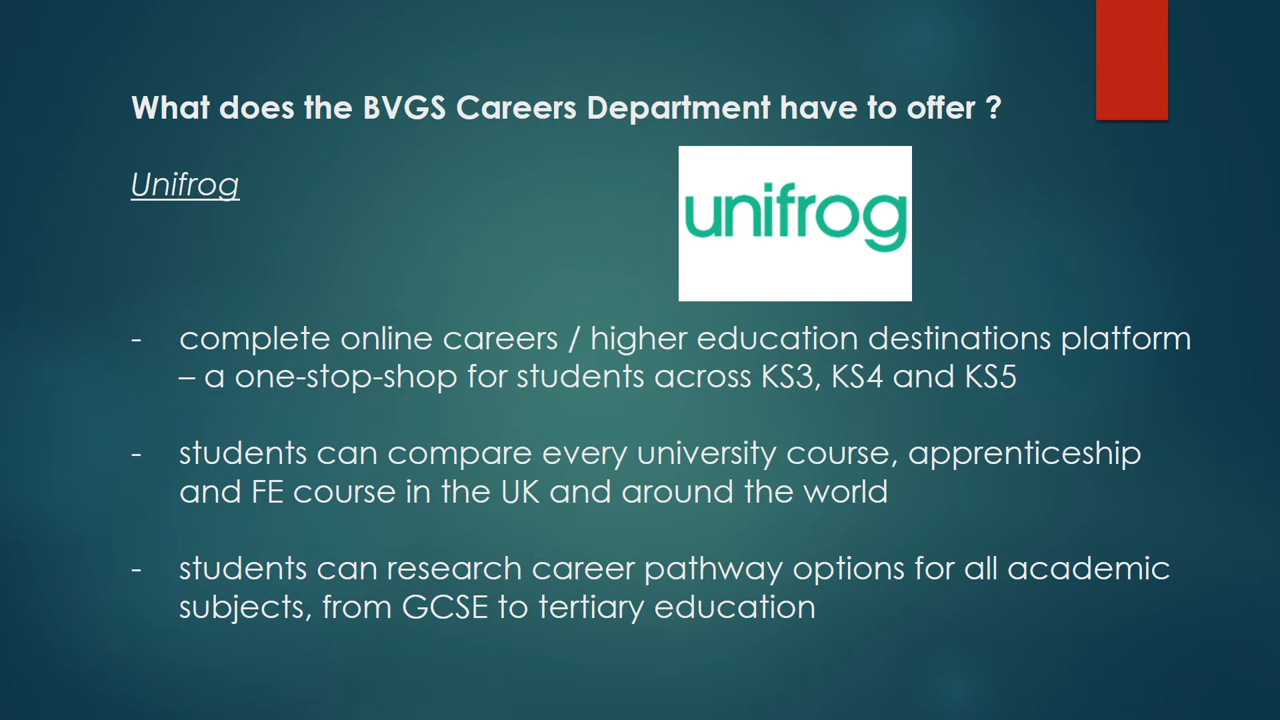 What does the BVGS Careers Department have to offer ?
Unifrog
unifrog
- complete online careers / higher education destinations platform
– a one-stop-shop for students across KS3, KS4 and KS5
- students can compare every university course, apprenticeship
and FE course in the UK and around the world
- students can research career pathway options for all academic
subjects, from GCSE to tertiary education